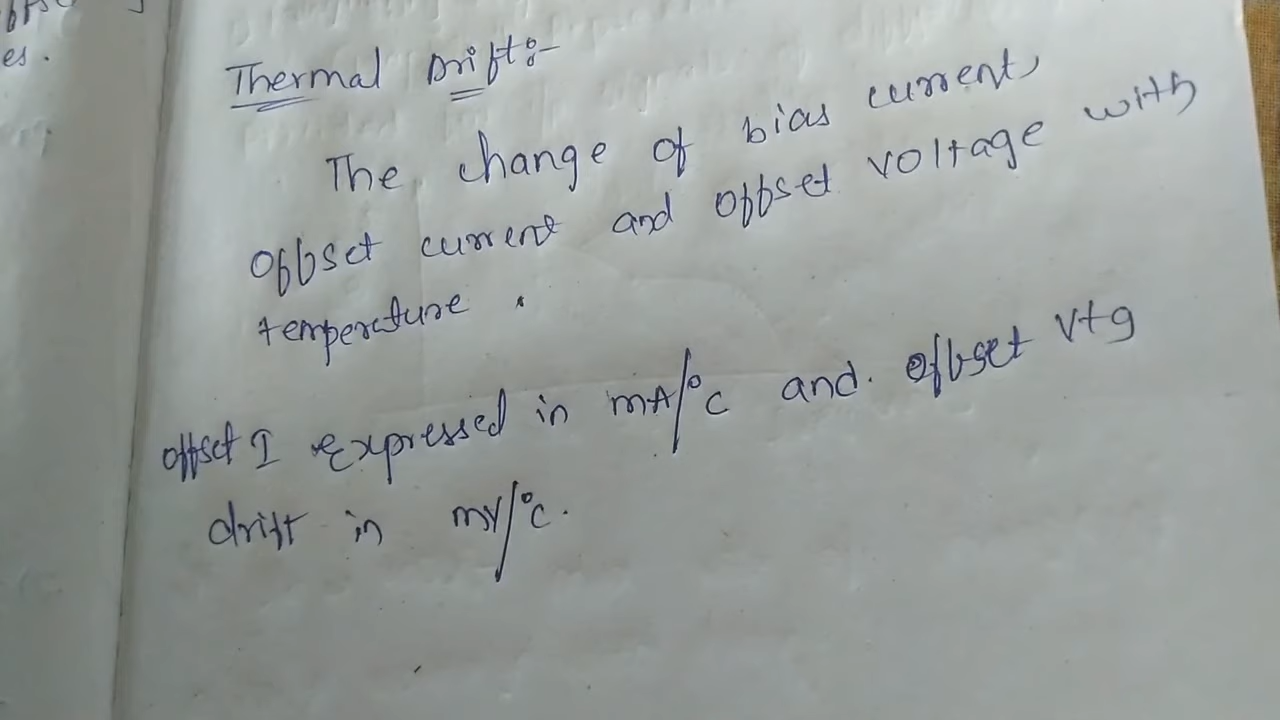 es.
Thermal Drift:-
The change of bias current,
offset current and offset voltage with
temperature.
offset I expressed in mA/°C and. offset vtg
drift in mV/°C.